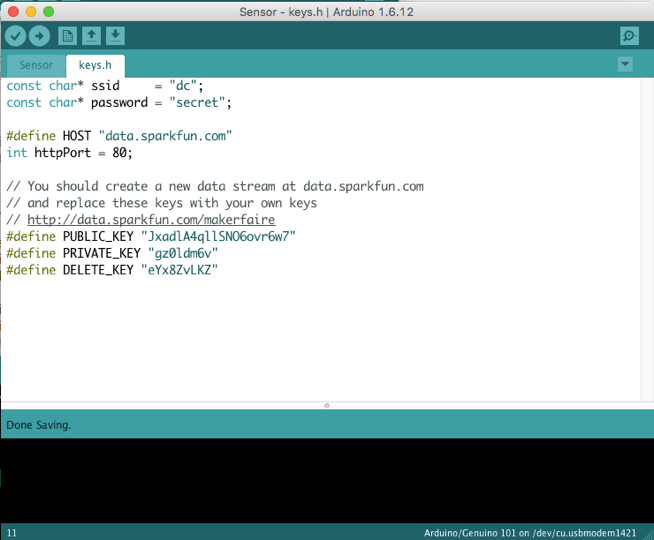 Sensor - keys.h | Arduino 1.6.12
Sensor keys.h
const char* ssid     = "dc";
const char* password = "secret";
#define HOST "data.sparkfun.com"
int httpPort = 80;
// You should create a new data stream at data.sparkfun.com
// and replace these keys with your own keys
// http://data.sparkfun.com/makerfaire
#define PUBLIC_KEY "JxadlA4qllSNO6ovr6w7"
#define PRIVATE_KEY "gz0ldm6v"
#define DELETE_KEY "eYx8ZvLKZ"
Done Saving.
11
Arduino/Genuino 101 on /dev/cu.usbmodem1421